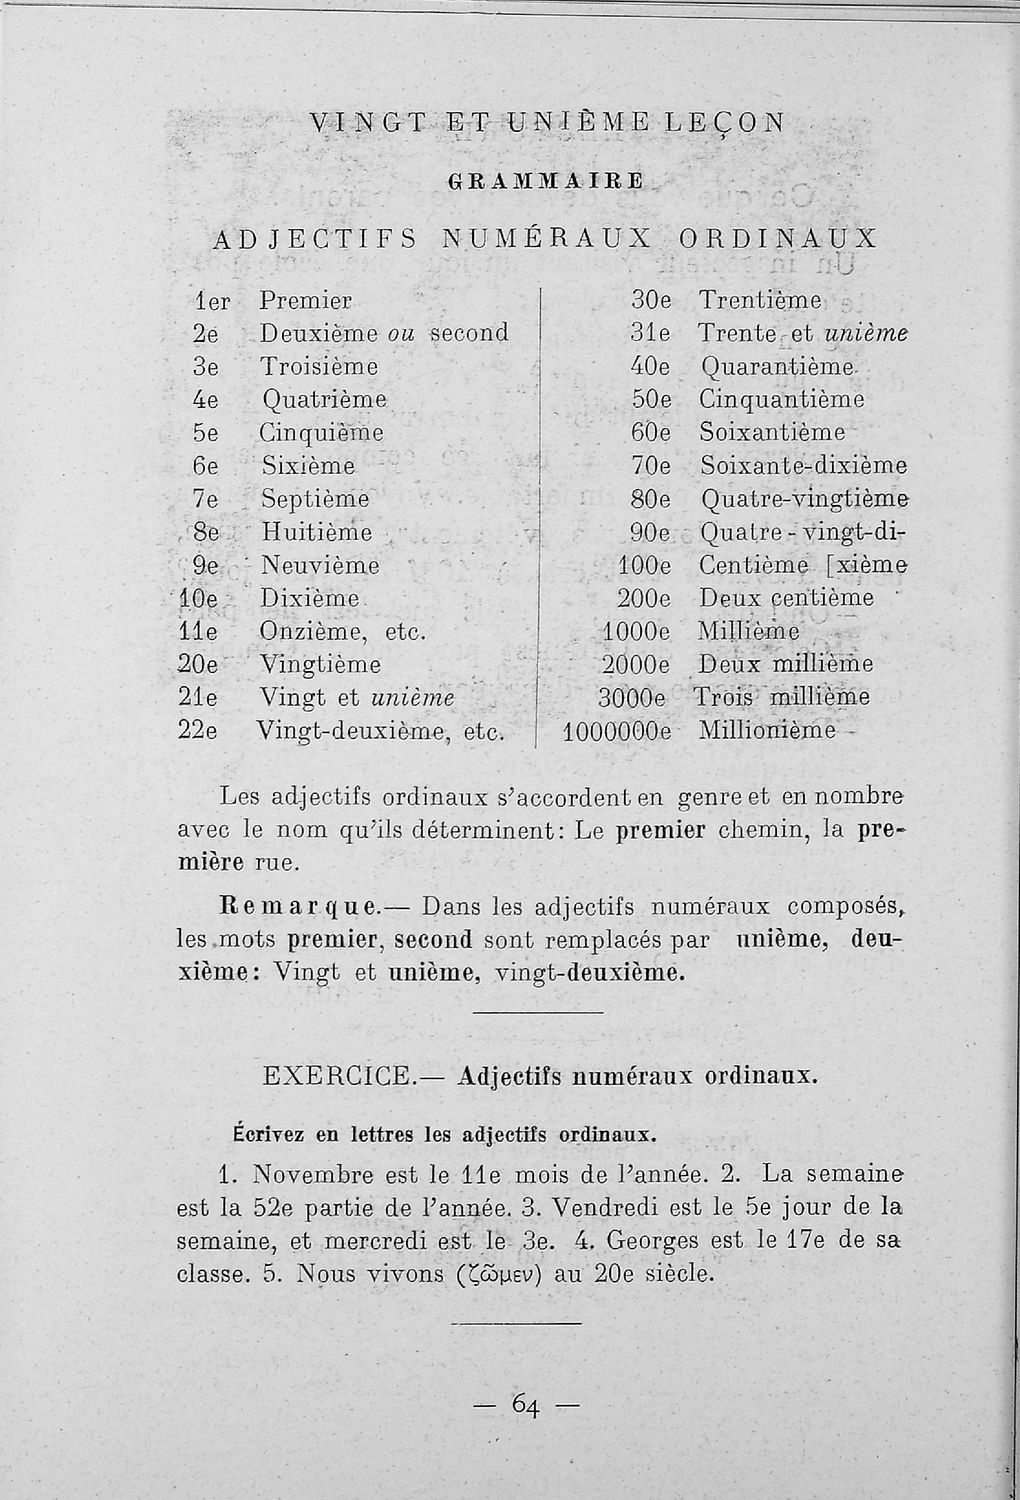 VINGT ET UNIÈME LEÇON
GRAMMAIRE
ADJECTIFS NUMÉRAUX ORDINAUX
1er Premier
2e Deuxième ou second
3e Troisième
4e Quatrième
5e Cinquième
6e Sixième
7e Septième
8e Huitième
9e Neuvième
10e Dixième
11e Onzième, etc.
20e Vingtième
21e Vingt et unième
22e Vingt-deuxième, etc.
30e Trentième
31e Trente et unième
40e Quarantième
50e Cinquantième
60e Soixantième
70e Soixante-dixième
80e Quatre-vingtième
90e Quatre-vingt-di-
100e Centième [xième
200e Deux centième
1000e Millième
2000e Deux millième
3000e Trois millième
1000000e Millionième
Les adjectifs ordinaux s'accordent en genre et en nombre
avec le nom qu'ils déterminent: Le premier chemin, la pre-
mière rue.
Remarque.— Dans les adjectifs numéraux composés,
les mots premier, second sont remplacés par unième, deu-
xième: Vingt et unième, vingt-deuxième.
EXERCICE.— Adjectifs numéraux ordinaux.
Écrivez en lettres les adjectifs ordinaux.
1. Novembre est le 11e mois de l'année. 2. La semaine
est la 52e partie de l'année. 3. Vendredi est le 5e jour de la
semaine, et mercredi est le 3e. 4. Georges est le 17e de sa
classe. 5. Nous vivons (ζῶμεν) au 20e siècle.
— 64 —